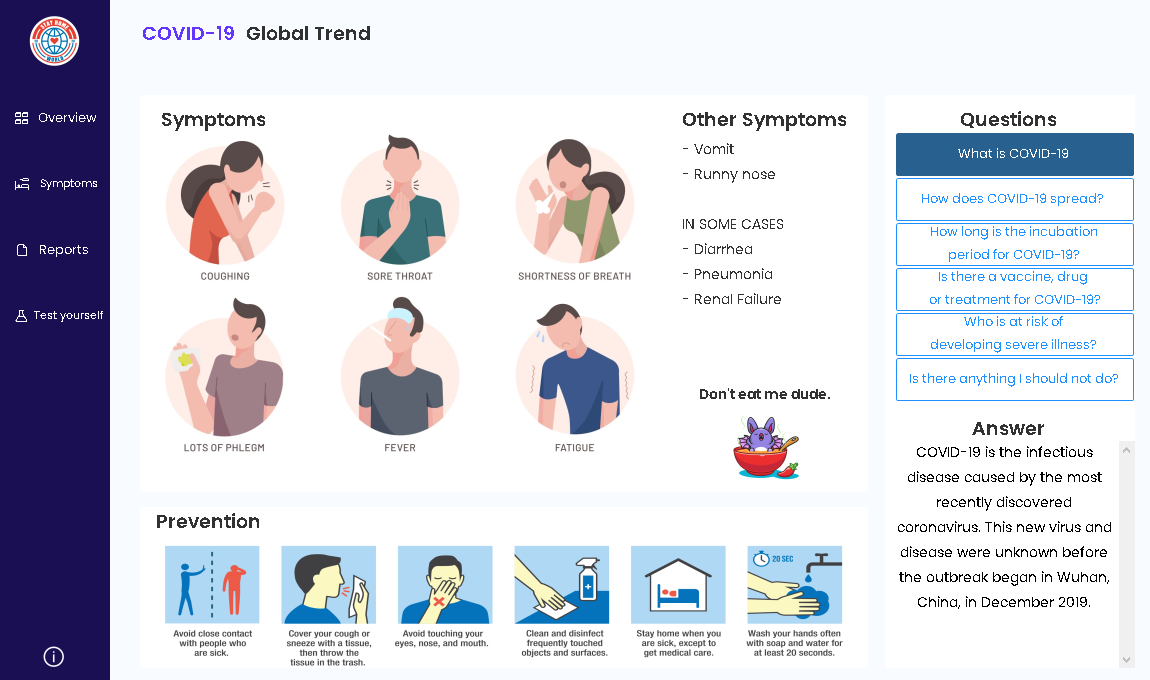 STAY HOME
WORLD
Overview
Symptoms
Reports
Test yourself
COVID-19 Global Trend
Symptoms
COUGHING
SORE THROAT
SHORTNESS OF BREATH
LOTS OF PHLEGM
FEVER
FATIGUE
Other Symptoms
- Vomit
- Runny nose
IN SOME CASES
- Diarrhea
- Pneumonia
- Renal Failure
Don't eat me dude.
Prevention
Avoid close contact
with people who
are sick.
Cover your cough or
sneeze with a tissue,
then throw the
tissue in the trash.
Avoid touching your
eyes, nose, and mouth.
Clean and disinfect
frequently touched
objects and surfaces.
Stay home when you
are sick, except to
get medical care.
20 SEC
Wash your hands often
with soap and water for
at least 20 seconds.
Questions
What is COVID-19
How does COVID-19 spread?
How long is the incubation
period for COVID-19?
Is there a vaccine, drug
or treatment for COVID-19?
Who is at risk of
developing severe illness?
Is there anything I should not do?
Answer
COVID-19 is the infectious
disease caused by the most
recently discovered
coronavirus. This new virus and
disease were unknown before
the outbreak began in Wuhan,
China, in December 2019.